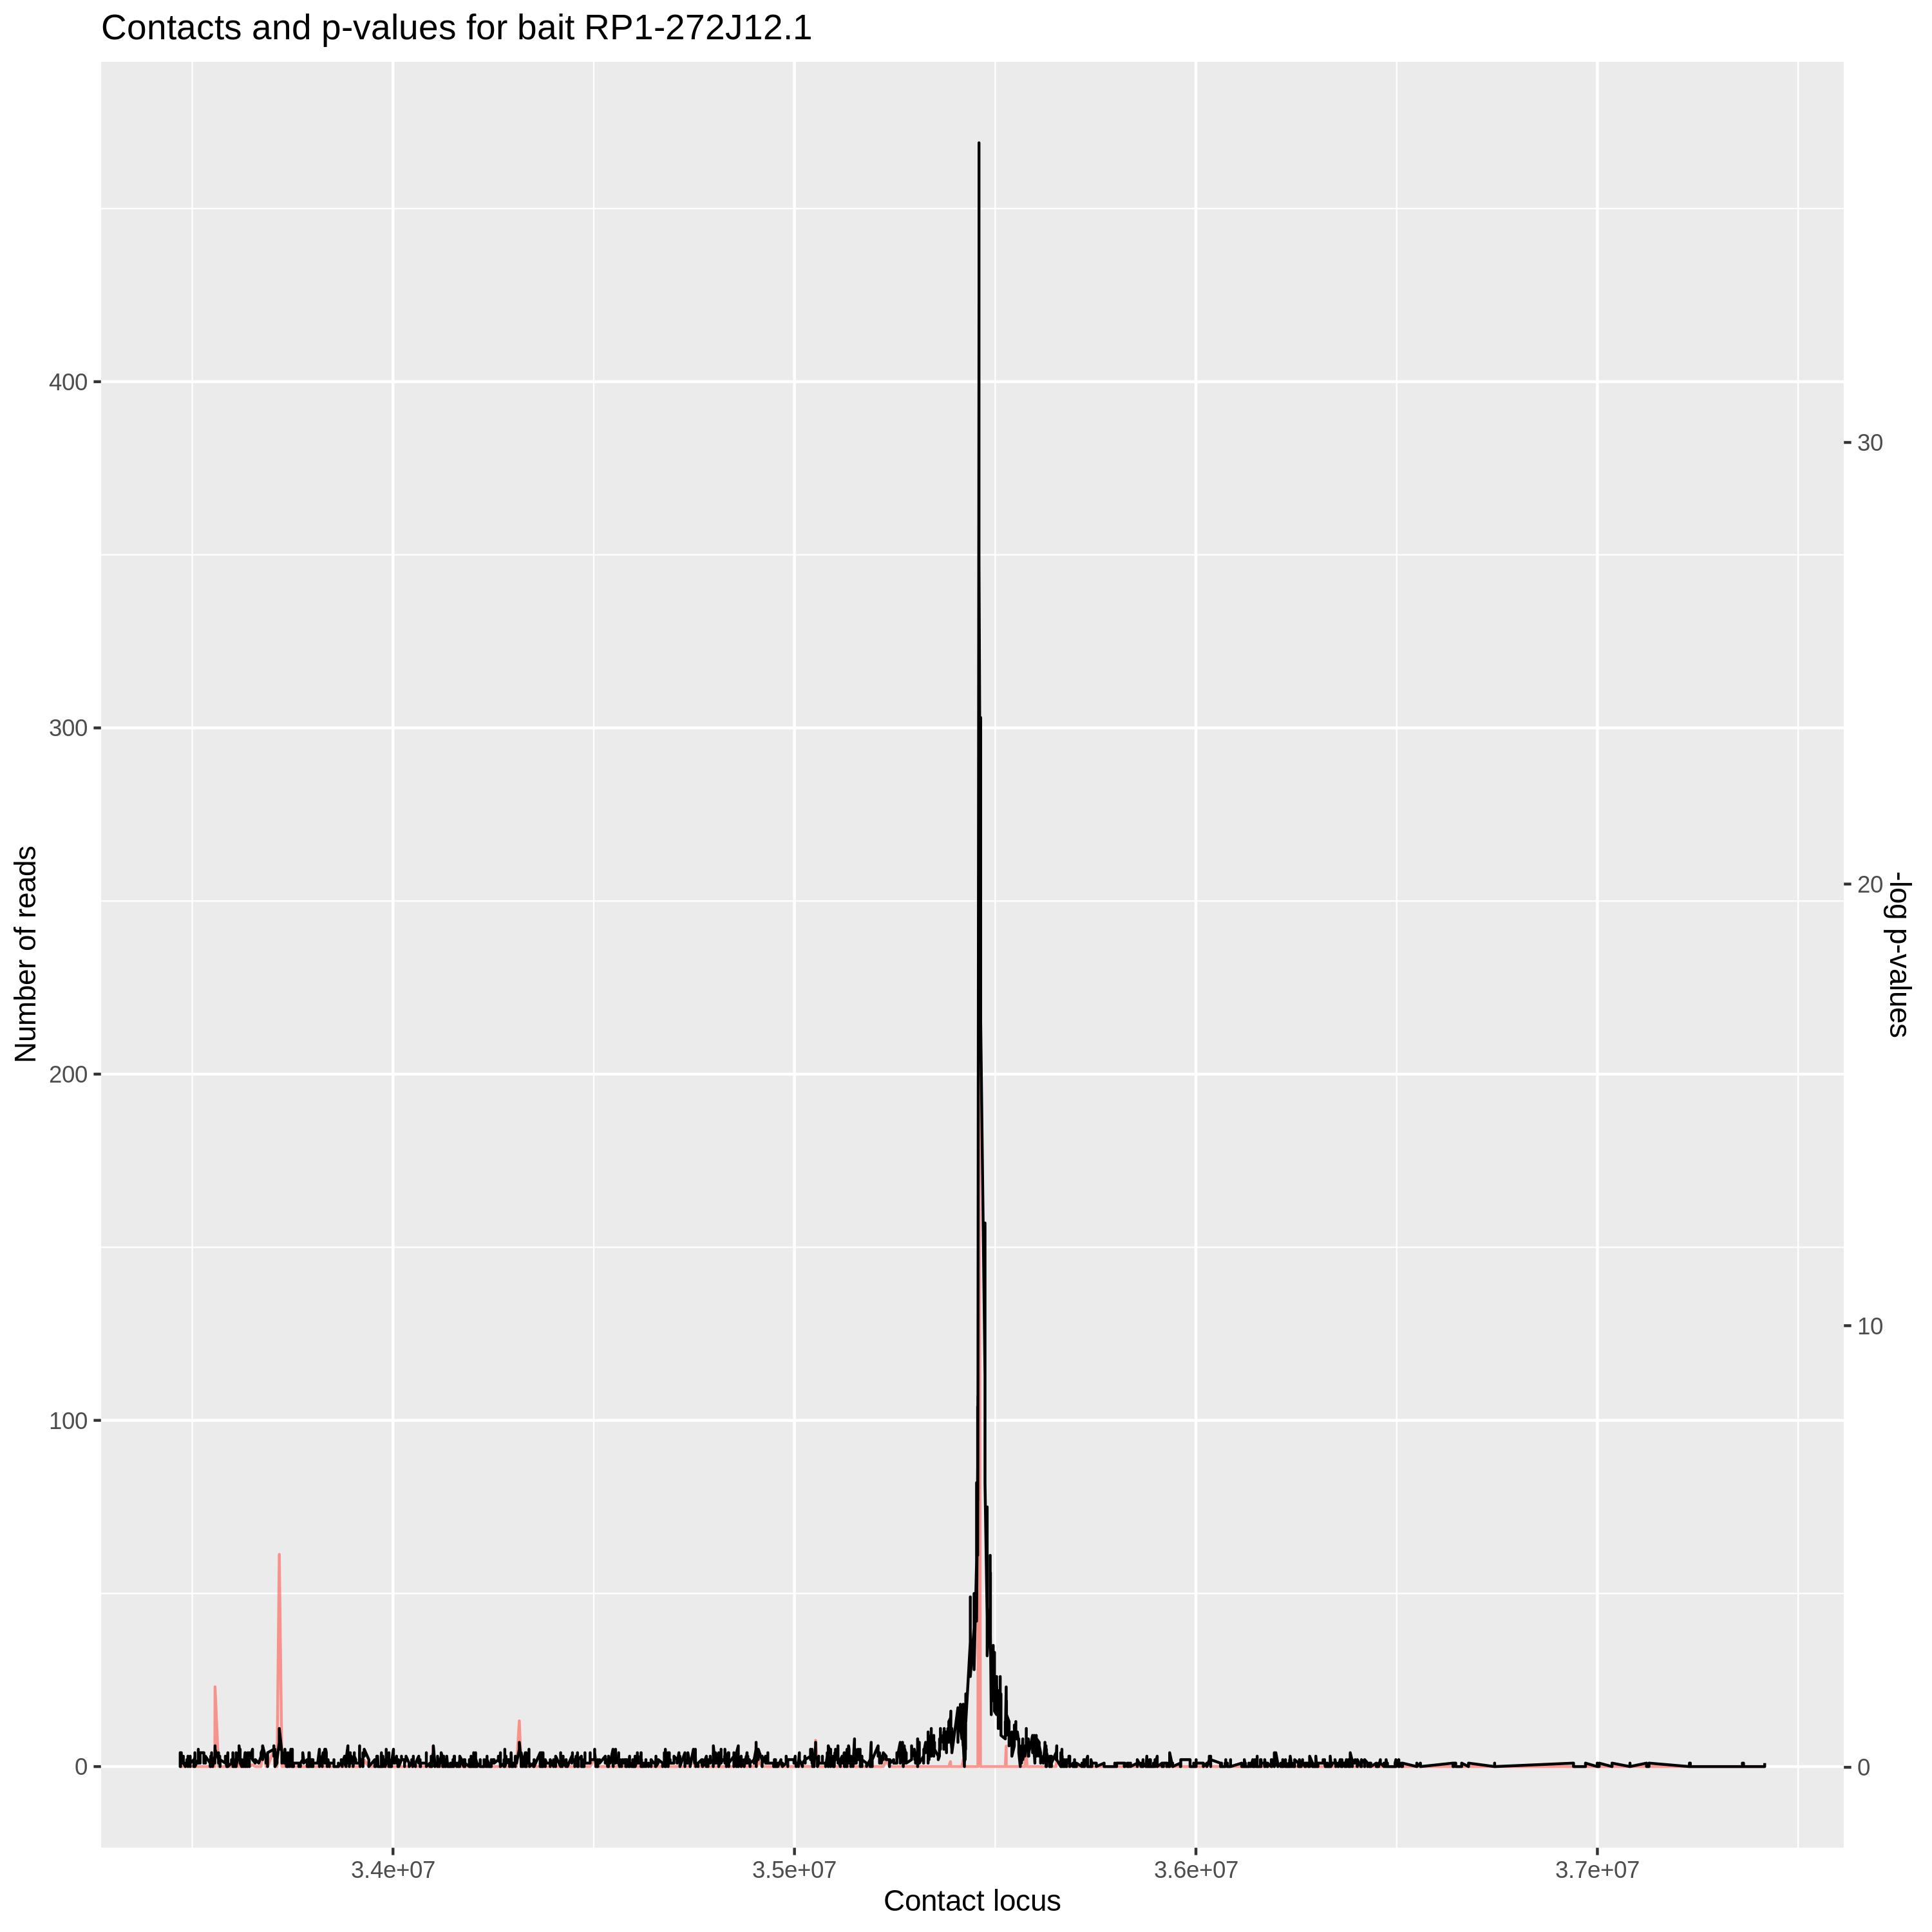 Contacts and p-values for bait RP1-272J12.1
400
300
200
100
0
Number of reads
30
20
10
0
-log p-values
3.4e+07
3.5e+07
3.6e+07
3.7e+07
Contact locus